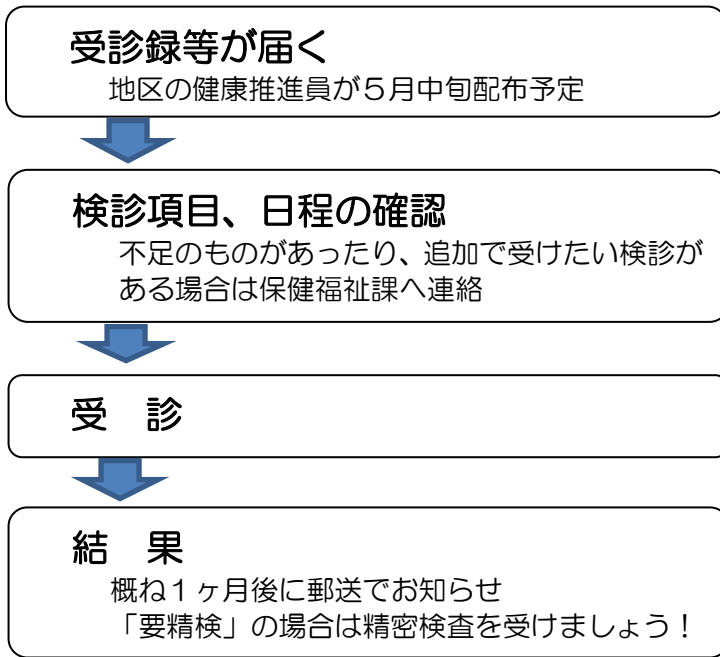 受診録等が届く
地区の健康推進員が５月中旬配布予定
検診項目、日程の確認
不足のものがあったり、追加で受けたい検診が
ある場合は保健福祉課へ連絡
受　診
結　果
概ね１ヶ月後に郵送でお知らせ
「要精検」の場合は精密検査を受けましょう！